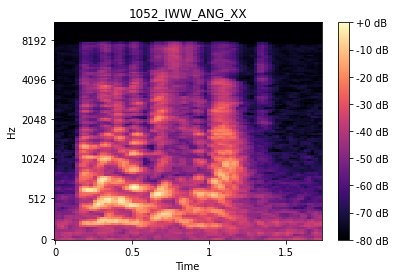 1052_IWW_ANG_XX
+0 dB
8192
-10 dB
4096
-20 dB
-30 dB
2048
Hz
-40 dB
1024
-50 dB
512
-60 dB
-70 dB
0
-80 dB
0 0.5 1 1.5
Time